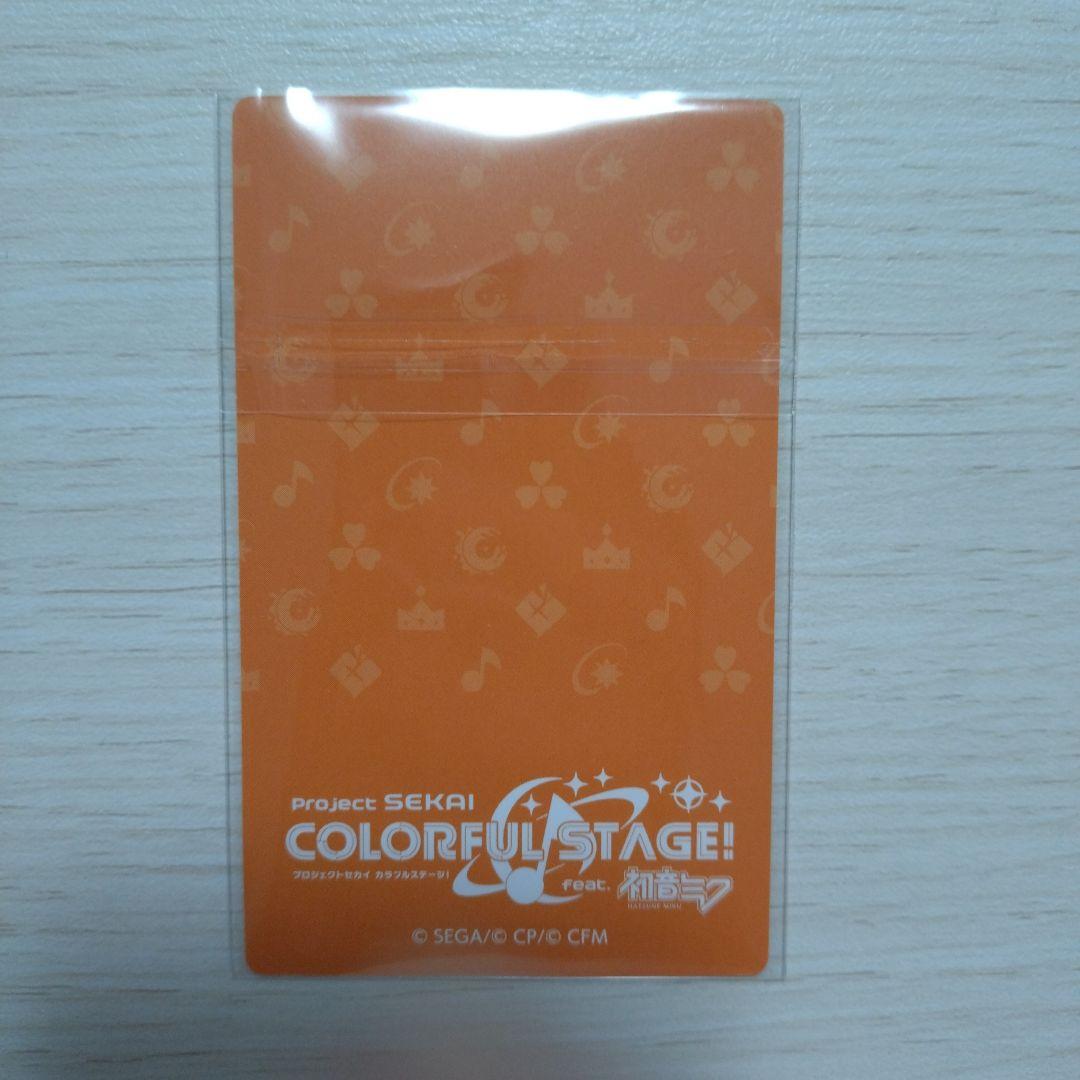 Project SEKAI
COLORFUL STAGE!
プロジェクトセカイ カラフルステージ!
feat. 初音ミク
HATSUNE MIKU
© SEGA/© CP/© CFM